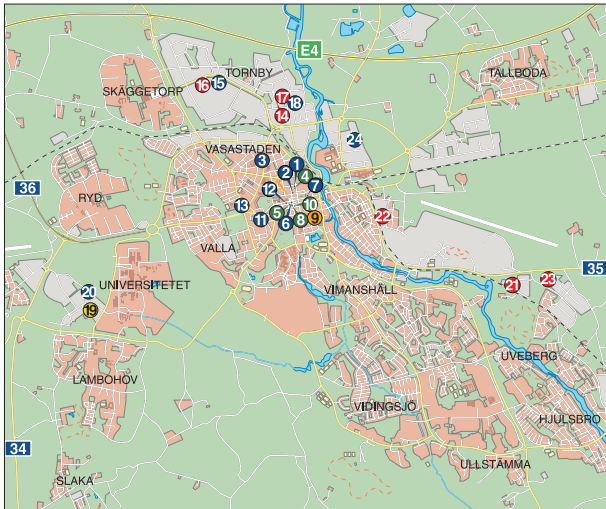 E4
TORNBY
TALLBODA
SKÄGGETORP
16
15
17
18
14
24
VASASTADEN
3
1
2
4
7
36
12
RYD
13
5
10
11
6
8
9
22
VALLA
35
UNIVERSITETET
VIMANSHÄLL
20
21
23
19
UVEBERG
LAMBOHOV
VIDINGSJÖ
HJULSBRO
34
ULLSTÄMMA
SLAKA